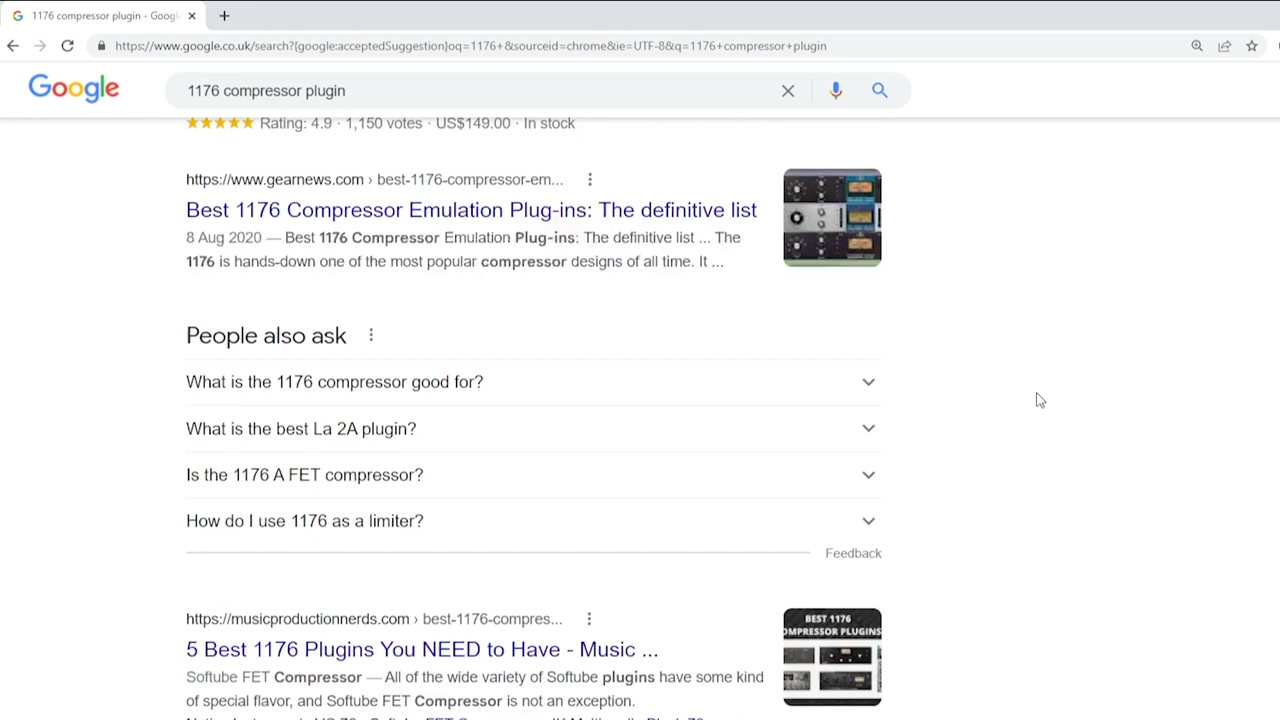 1176 compressor plugin - Googl
https://www.google.co.uk/search?{google:acceptedSuggestion}oq=1176+&sourceid=chrome&ie=UTF-8&q=1176+compressor+plugin
Google
1176 compressor plugin
Rating: 4.9 · 1,150 votes · US$149.00 · In stock
https://www.gearnews.com › best-1176-compressor-em...
Best 1176 Compressor Emulation Plug-ins: The definitive list
8 Aug 2020 — Best 1176 Compressor Emulation Plug-ins: The definitive list ... The
1176 is hands-down one of the most popular compressor designs of all time. It ...
People also ask
What is the 1176 compressor good for?
What is the best La 2A plugin?
Is the 1176 A FET compressor?
How do I use 1176 as a limiter?
Feedback
https://musicproductionnerds.com › best-1176-compres...
BEST 1176
OMPRESSOR PLUGINS
5 Best 1176 Plugins You NEED to Have - Music ...
Softube FET Compressor — All of the wide variety of Softube plugins have some kind
of special flavor, and Softube FET Compressor is not an exception.